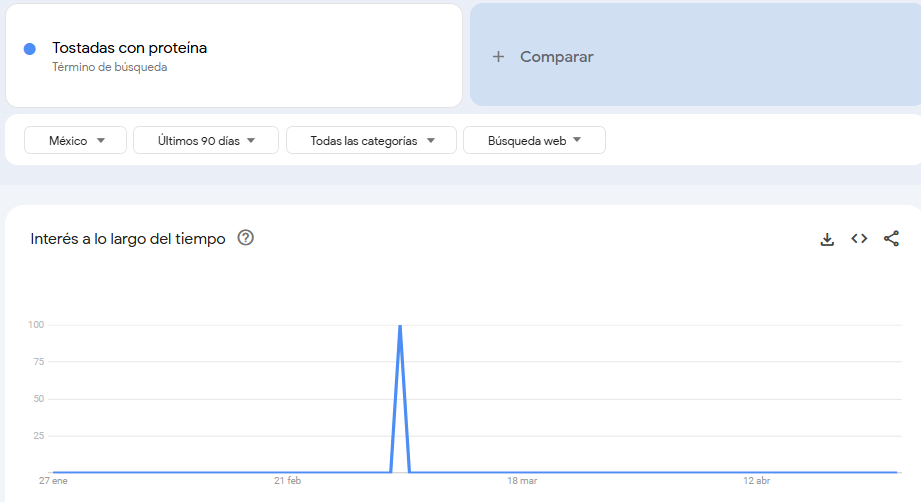 Tostadas con proteína
Término de búsqueda
+ Comparar
México
Últimos 90 días
Todas las categorías
Búsqueda web
Interés a lo largo del tiempo
100
75
50
25
27 ene
21 feb
18 mar
12 abr